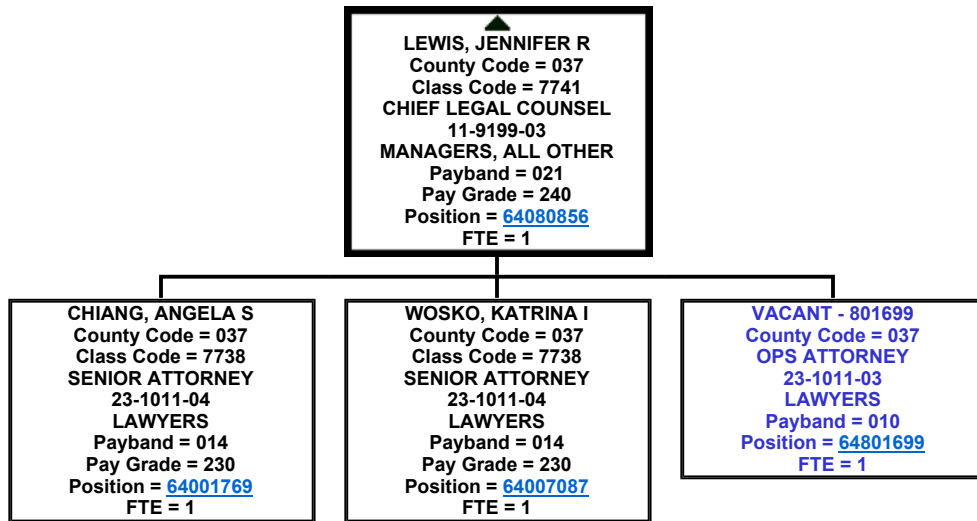 LEWIS, JENNIFER R
County Code = 037
Class Code = 7741
CHIEF LEGAL COUNSEL
11-9199-03
MANAGERS, ALL OTHER
Payband = 021
Pay Grade = 240
Position = 64080856
FTE = 1
CHIANG, ANGELA S
County Code = 037
Class Code = 7738
SENIOR ATTORNEY
23-1011-04
LAWYERS
Payband = 014
Pay Grade = 230
Position = 64001769
FTE = 1
WOSKO, KATRINA I
County Code = 037
Class Code = 7738
SENIOR ATTORNEY
23-1011-04
LAWYERS
Payband = 014
Pay Grade = 230
Position = 64007087
FTE = 1
VACANT - 801699
County Code = 037
OPS ATTORNEY
23-1011-03
LAWYERS
Payband = 010
Position = 64801699
FTE = 1